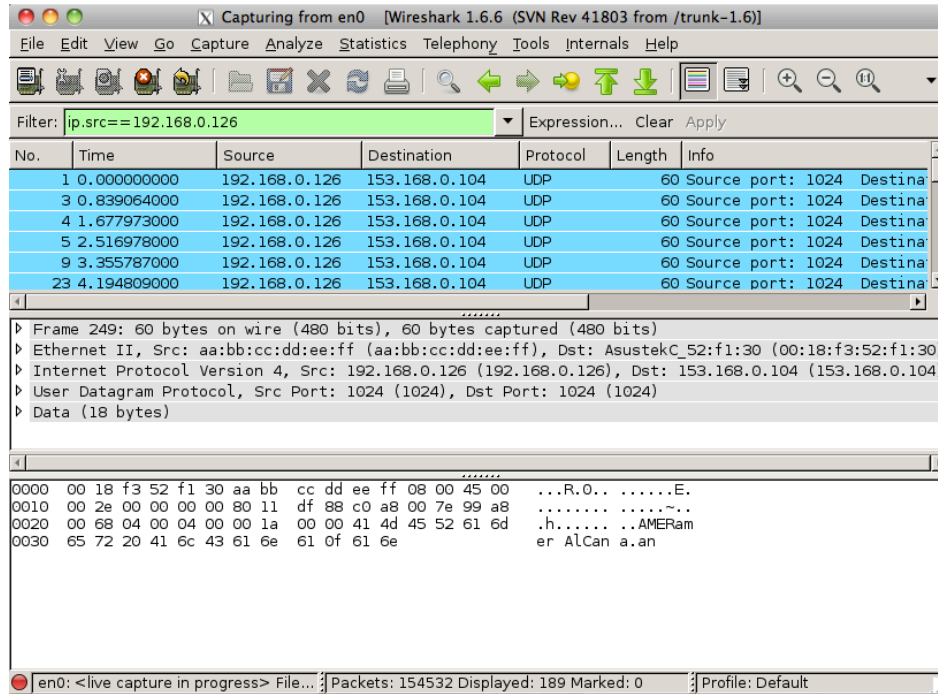 Capturing from en0 [Wireshark 1.6.6 (SVN Rev 41803 from /trunk-1.6)]
File Edit View Go Capture Analyze Statistics Telephony Tools Internals Help
Filter: ip.src==192.168.0.126 Expression... Clear Apply
No. Time Source Destination Protocol Length Info
1 0.000000000 192.168.0.126 153.168.0.104 UDP 60 Source port: 1024 Destina
3 0.839064000 192.168.0.126 153.168.0.104 UDP 60 Source port: 1024 Destina
4 1.677973000 192.168.0.126 153.168.0.104 UDP 60 Source port: 1024 Destina
5 2.516978000 192.168.0.126 153.168.0.104 UDP 60 Source port: 1024 Destina
9 3.355787000 192.168.0.126 153.168.0.104 UDP 60 Source port: 1024 Destina
23 4.194809000 192.168.0.126 153.168.0.104 UDP 60 Source port: 1024 Destina
Frame 249: 60 bytes on wire (480 bits), 60 bytes captured (480 bits)
Ethernet II, Src: aa:bb:cc:dd:ee:ff (aa:bb:cc:dd:ee:ff), Dst: AsustekC_52:f1:30 (00:18:f3:52:f1:30
Internet Protocol Version 4, Src: 192.168.0.126 (192.168.0.126), Dst: 153.168.0.104 (153.168.0.104
User Datagram Protocol, Src Port: 1024 (1024), Dst Port: 1024 (1024)
Data (18 bytes)
0000 00 18 f3 52 f1 30 aa bb cc dd ee ff 08 00 45 00 ...R.0.. ......E.
0010 00 2e 00 00 00 00 80 11 df 88 c0 a8 00 7e 99 a8 ........ .....~..
0020 00 68 04 00 04 00 00 1a 00 00 41 4d 45 52 61 6d .h...... ..AMERam
0030 65 72 20 41 6c 43 61 6e 61 0f 61 6e er AlCan a.an
en0: <live capture in progress> File... Packets: 154532 Displayed: 189 Marked: 0 Profile: Default